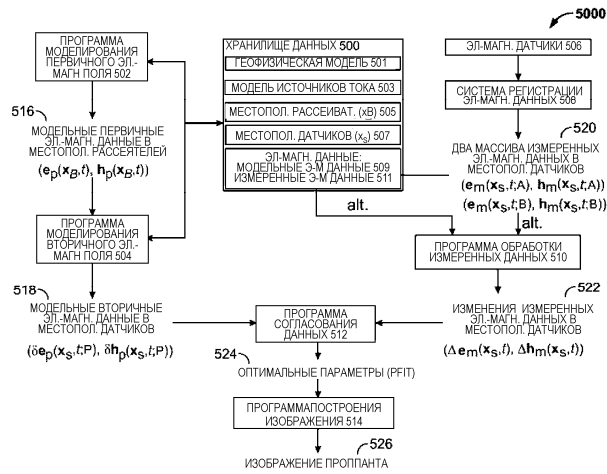 5000
ПРОГРАММА
МОДЕЛИРОВАНИЯ
ПЕРВИЧНОГО ЭЛ.-
МАГН ПОЛЯ 502
516
МОДЕЛЬНЫЕ ПЕРВИЧНЫЕ
ЭЛ.-МАГН. ДАННЫЕ В
МЕСТОПОЛ. РАССЕЯТЕЛЕЙ
(ep(xB,t), hp(xB,t))
ПРОГРАММА
МОДЕЛИРОВАНИЯ
ВТОРИЧНОГО ЭЛ.-
МАГН ПОЛЯ 504
518
МОДЕЛЬНЫЕ ВТОРИЧНЫЕ
ЭЛ.-МАГН. ДАННЫЕ В
МЕСТОПОЛ. ДАТЧИКОВ
(δep(xs,t;P), δhp(xs,t;P))
ХРАНИЛИЩЕ ДАННЫХ 500
ГЕОФИЗИЧЕСКАЯ МОДЕЛЬ 501
МОДЕЛЬ ИСТОЧНИКОВ ТОКА 503
МЕСТОПОЛ. РАССЕИВАТ. (xB) 505
МЕСТОПОЛ. ДАТЧИКОВ (xs) 507
ЭЛ-МАГН. ДАННЫЕ:
МОДЕЛЬНЫЕ Э-М ДАННЫЕ 509
ИЗМЕРЕННЫЕ Э-М ДАННЫЕ 511
alt.
ЭЛ-МАГН. ДАТЧИКИ 506
СИСТЕМА РЕГИСТРАЦИИ
ЭЛ-МАГН. ДАННЫХ 508
520
ДВА МАССИВА ИЗМЕРЕННЫХ
ЭЛ-МАГН. ДАННЫХ В
МЕСТОПОЛ. ДАТЧИКОВ
(em(xs,t;A), hm(xs,t;A))
(em(xs,t;B), hm(xs,t;B))
alt.
ПРОГРАММА ОБРАБОТКИ
ИЗМЕРЕННЫХ ДАННЫХ 510
522
ИЗМЕНЕНИЯ ИЗМЕРЕННЫХ
ЭЛ-МАГН. ДАННЫХ В
МЕСТОПОЛ. ДАТЧИКОВ
(Δem(xs,t), Δhm(xs,t))
ПРОГРАММА
СОГЛАСОВАНИЯ
ДАННЫХ 512
524
ОПТИМАЛЬНЫЕ ПАРАМЕТРЫ (PFIT)
ПРОГРАММАПОСТРОЕНИЯ
ИЗОБРАЖЕНИЯ 514
526
ИЗОБРАЖЕНИЕ ПРОППАНТА